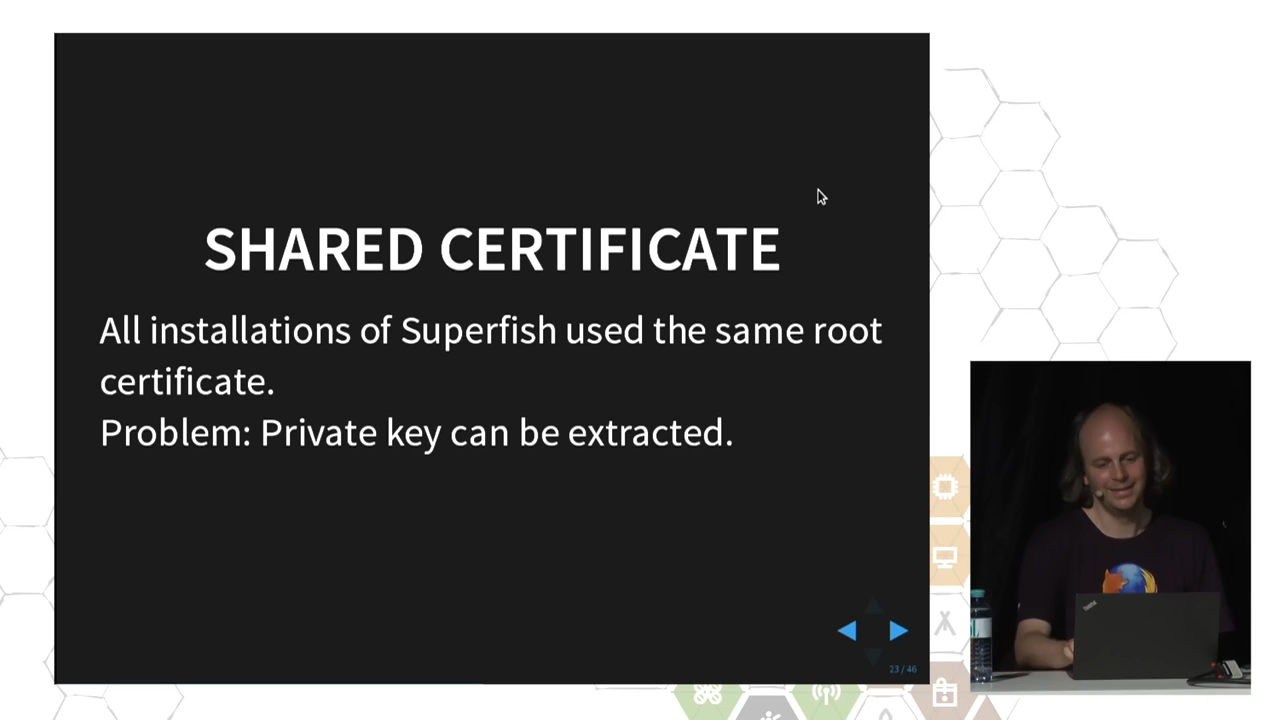 SHARED CERTIFICATE
All installations of Superfish used the same root
certificate.
Problem: Private key can be extracted.
23 / 46
ThinkPad